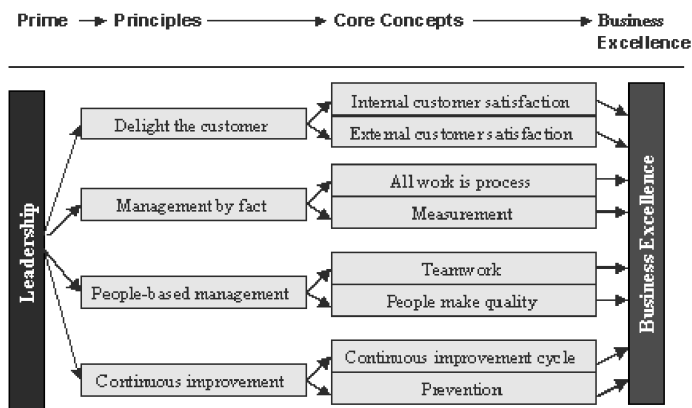 Prime Principles Core Concepts Business
Excellence
Leadership
Delight the customer
Internal customer satisfaction
External customer satisfaction
Management by fact
All work is process
Measurement
People-based management
Teamwork
People make quality
Continuous improvement
Continuous improvement cycle
Prevention
Business Excellence